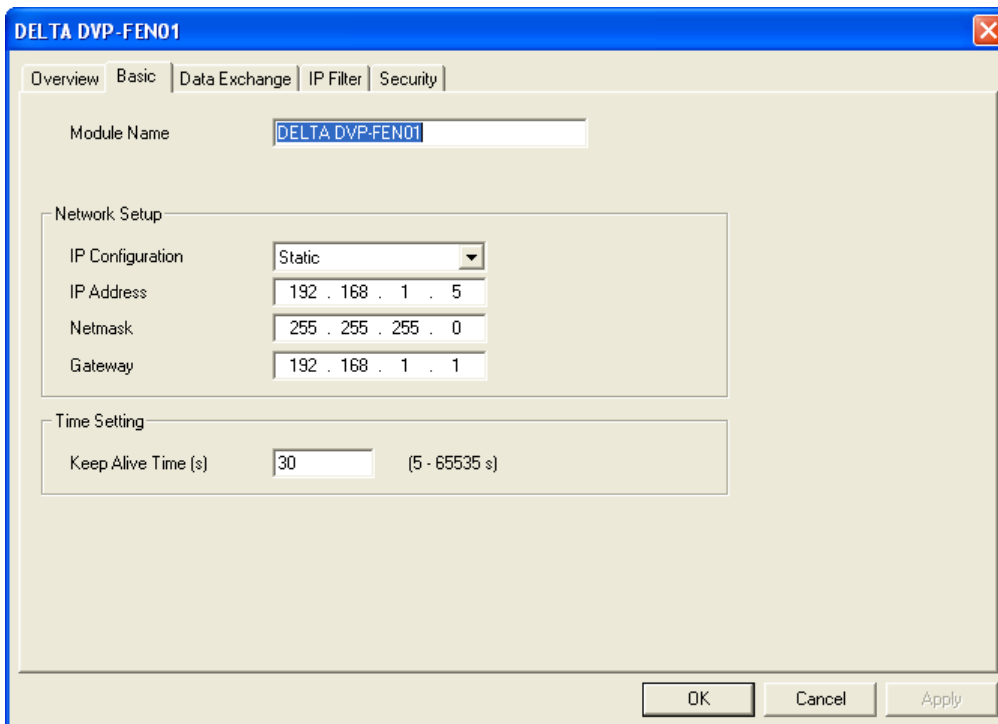 DELTA DVP-FEN01
Overview Basic Data Exchange IP Filter Security
Module Name DELTA DVP-FEN01
Network Setup
IP Configuration Static
IP Address 192 . 168 . 1 . 5
Netmask 255 . 255 . 255 . 0
Gateway 192 . 168 . 1 . 1
Time Setting
Keep Alive Time (s) 30 (5 - 65535 s)
OK Cancel Apply